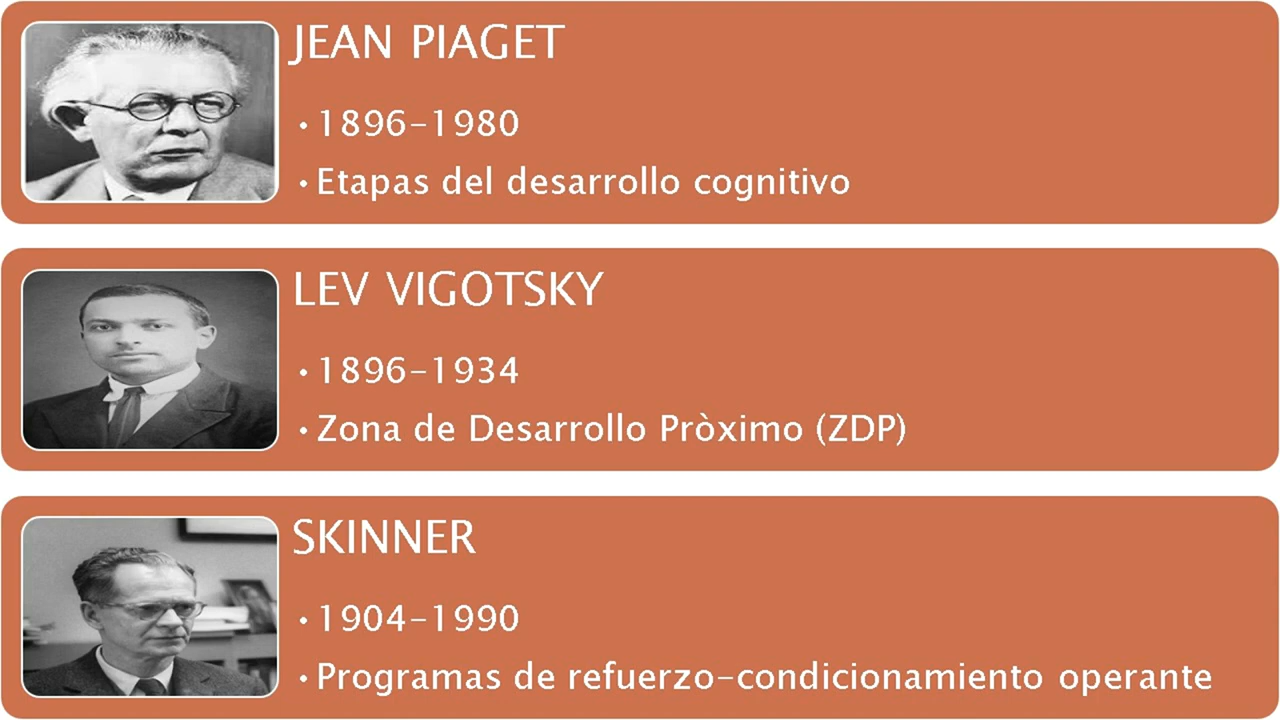 JEAN PIAGET
•1896-1980
•Etapas del desarrollo cognitivo
LEV VIGOTSKY
•1896-1934
•Zona de Desarrollo Pròximo (ZDP)
SKINNER
•1904-1990
•Programas de refuerzo-condicionamiento operante